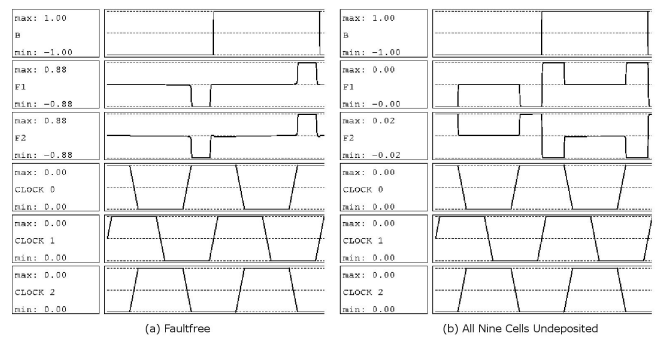 max: 1.00
B
min: -1.00
max: 0.88
F1
min: -0.88
max: 0.88
F2
min: -0.88
max: 0.00
CLOCK 0
min: 0.00
max: 0.00
CLOCK 1
min: 0.00
max: 0.00
CLOCK 2
min: 0.00
(a) Faultfree
max: 1.00
B
min: -1.00
max: 0.00
F1
min: -0.00
max: 0.02
F2
min: -0.02
max: 0.00
CLOCK 0
min: 0.00
max: 0.00
CLOCK 1
min: 0.00
max: 0.00
CLOCK 2
min: 0.00
(b) All Nine Cells Undeposited